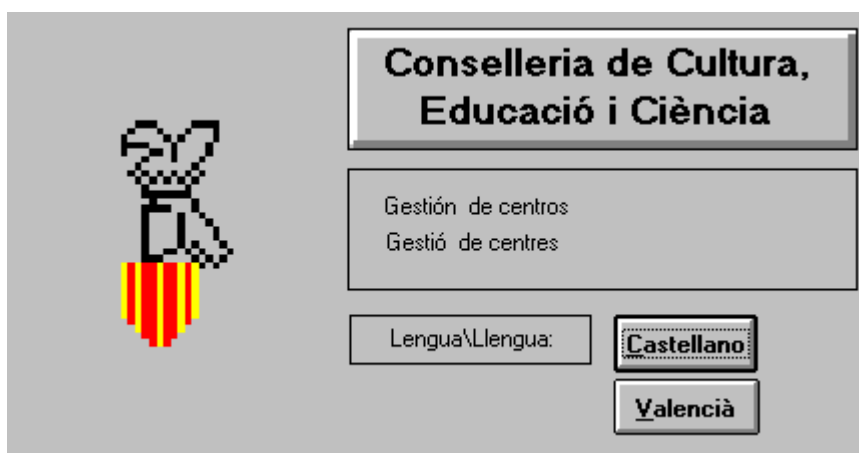 Conselleria de Cultura,
Educació i Ciència
Gestión de centros
Gestió de centres
Lengua\Llengua:
Castellano
Valencià